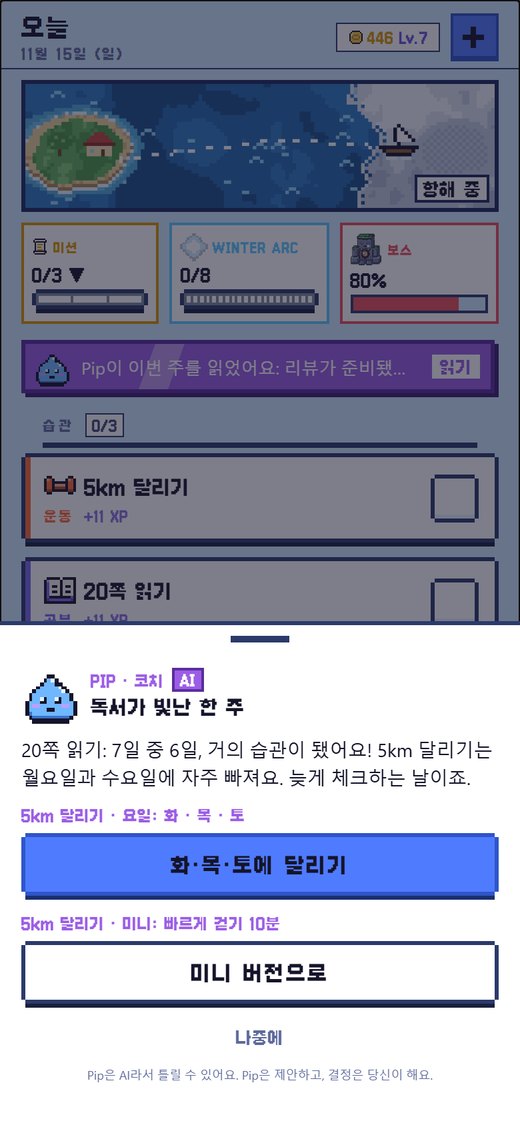 오늘
11월 15일 (일)
446 Lv.7
+
항해 중
미션
0/3 ▼
WINTER ARC
0/8
보스
80%
Pip이 이번 주를 읽었어요: 리뷰가 준비됐...
읽기
습관 0/3
5km 달리기
운동 +11 XP
20쪽 읽기
공부 +11 XP
PIP · 코치 AI
독서가 빛난 한 주
20쪽 읽기: 7일 중 6일, 거의 습관이 됐어요! 5km 달리기는
월요일과 수요일에 자주 빠져요. 늦게 체크하는 날이죠.
5km 달리기 · 요일: 화 · 목 · 토
화·목·토에 달리기
5km 달리기 · 미니: 빠르게 걷기 10분
미니 버전으로
나중에
Pip은 AI라서 틀릴 수 있어요. Pip은 제안하고, 결정은 당신이 해요.